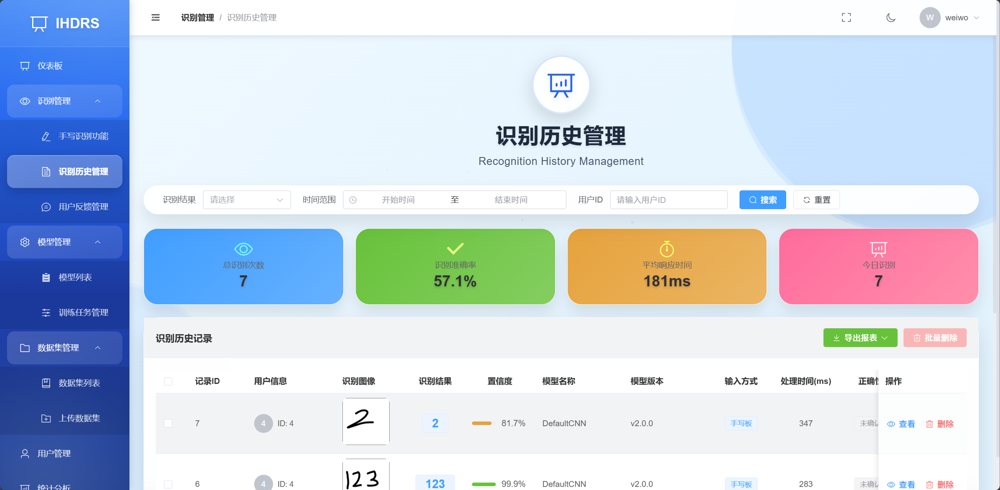 IHDRS
仪表板
识别管理
手写识别功能
识别历史管理
用户反馈管理
模型管理
模型列表
训练任务管理
数据集管理
数据集列表
上传数据集
用户管理
统计分析
识别管理 / 识别历史管理
W weiwo
识别历史管理
Recognition History Management
识别结果 请选择 时间范围 开始时间 至 结束时间 用户ID 请输入用户ID 搜索 重置
总识别次数
7
识别准确率
57.1%
平均响应时间
181ms
今日识别
7
识别历史记录 导出报表 批量删除
记录ID 用户信息 识别图像 识别结果 置信度 模型名称 模型版本 输入方式 处理时间(ms) 正确性 操作
7 4 ID: 4 2 2 81.7% DefaultCNN v2.0.0 手写板 347 未确认 查看 删除
6 4 ID: 4 123 123 99.9% DefaultCNN v2.0.0 手写板 283 未确认 查看 删除